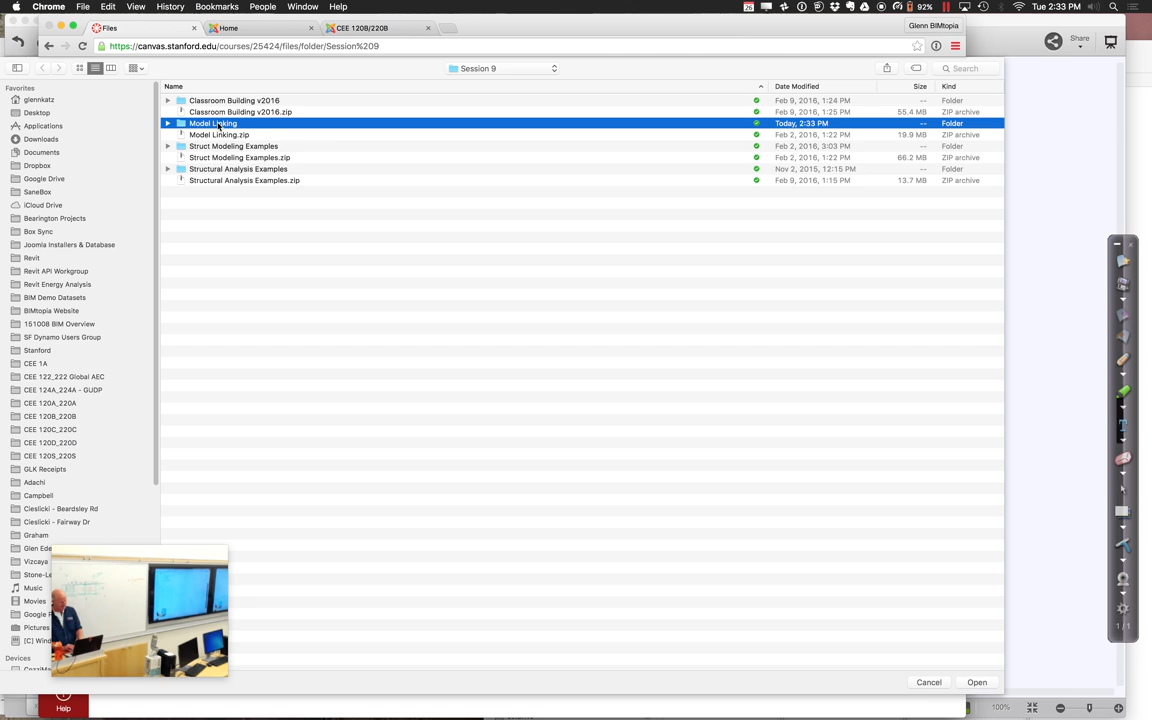 Chrome File Edit View History Bookmarks People Window Help 26 92% Tue 2:33 PM
Files Home CEE 120B/220B Glenn BIMtopia
https://canvas.stanford.edu/courses/25424/files/folder/Session%209
Share
Session 9 Search
Favorites
glennkatz
Desktop
Applications
Downloads
Documents
Dropbox
Google Drive
SaneBox
iCloud Drive
Bearington Projects
Box Sync
Joomla Installers & Database
Revit
Revit API Workgroup
Revit Energy Analysis
BIM Demo Datasets
BIMtopia Website
151008 BIM Overview
SF Dynamo Users Group
Stanford
CEE 1A
CEE 122_222 Global AEC
CEE 124A_224A - GUDP
CEE 120A_220A
CEE 120B_220B
CEE 120C_220C
CEE 120D_220D
CEE 120S_220S
GLK Receipts
Adachi
Campbell
Cieslicki - Beardsley Rd
Cieslicki - Fairway Dr
Graham
Glen Ede
Vizcaya
Stone-Le
Music
Movies
Google P
Pictures
[C] Wind
Devices
Name Date Modified Size Kind
Classroom Building v2016 Feb 9, 2016, 1:24 PM -- Folder
Classroom Building v2016.zip Feb 9, 2016, 1:25 PM 55.4 MB ZIP archive
Model Linking Today, 2:33 PM -- Folder
Model Linking.zip Feb 2, 2016, 1:22 PM 19.9 MB ZIP archive
Struct Modeling Examples Feb 2, 2016, 3:03 PM -- Folder
Struct Modeling Examples.zip Feb 2, 2016, 1:22 PM 66.2 MB ZIP archive
Structural Analysis Examples Nov 2, 2015, 12:15 PM -- Folder
Structural Analysis Examples.zip Feb 9, 2016, 1:15 PM 13.7 MB ZIP archive
1 / 1
Cancel Open
Help
100%